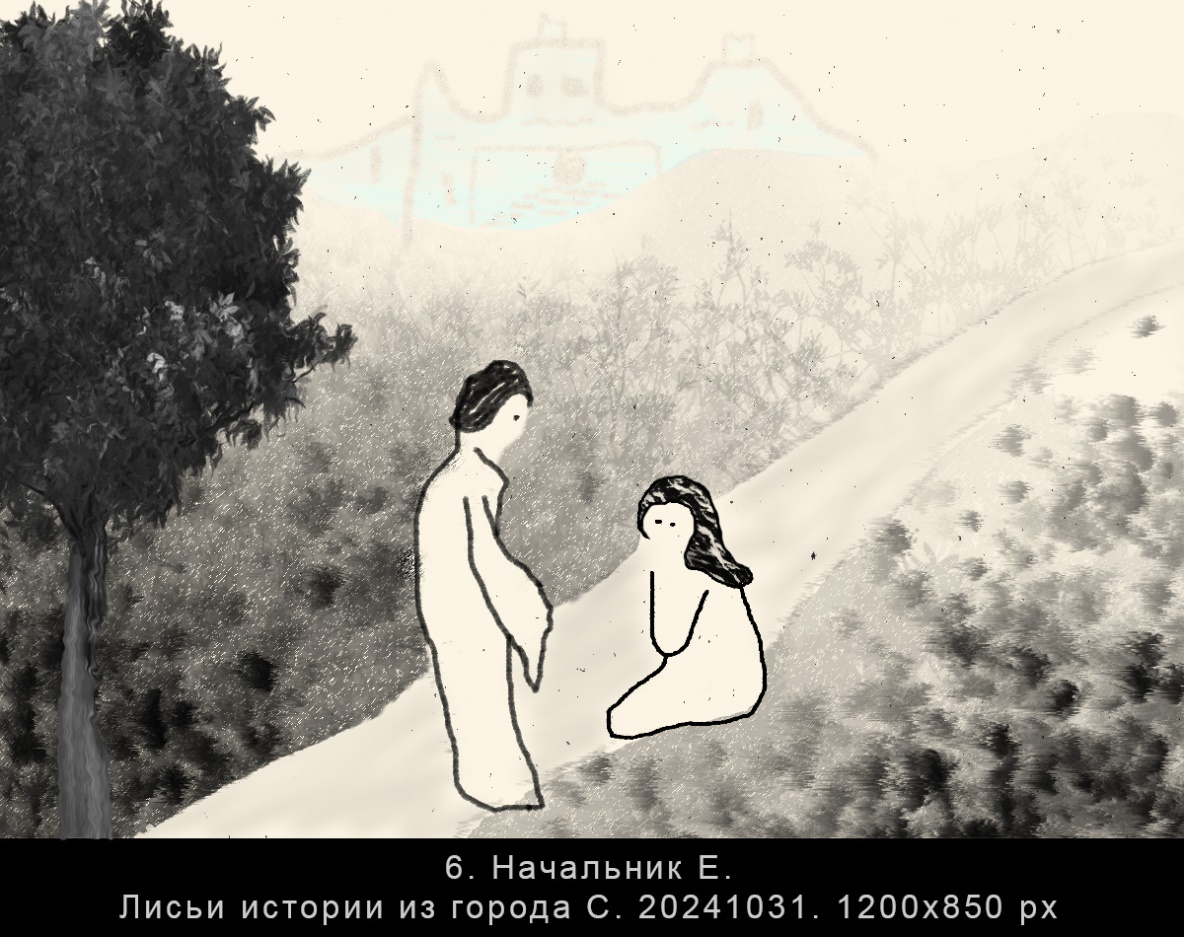 6. Начальник Е.
Лисьи истории из города С. 20241031. 1200x850 px